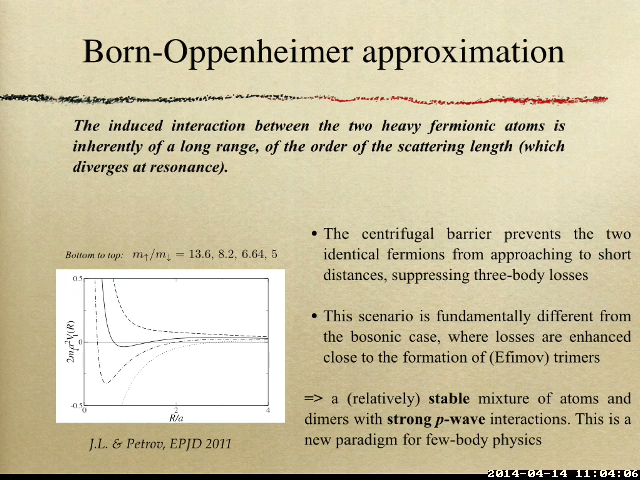 Born-Oppenheimer approximation
The induced interaction between the two heavy fermionic atoms is
inherently of a long range, of the order of the scattering length (which
diverges at resonance).
Bottom to top: m↑/m↓ = 13.6, 8.2, 6.64, 5
0.5
0
-0.5
0
2
4
R/a
J.L. & Petrov, EPJD 2011
• The centrifugal barrier prevents the two
identical fermions from approaching to short
distances, suppressing three-body losses
• This scenario is fundamentally different from
the bosonic case, where losses are enhanced
close to the formation of (Efimov) trimers
=> a (relatively) stable mixture of atoms and
dimers with strong p-wave interactions. This is a
new paradigm for few-body physics
2014-04-14 11:04:06